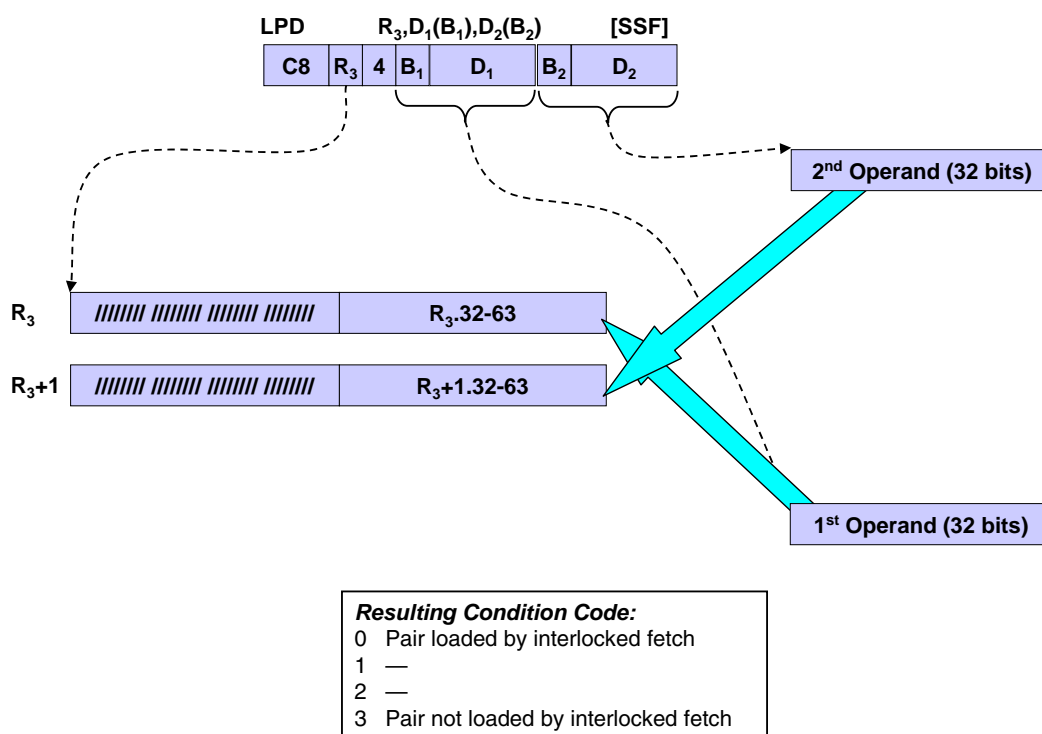 LPD R₃,D₁(B₁),D₂(B₂) [SSF]
C8 R₃ 4 B₁ D₁ B₂ D₂
2nd Operand (32 bits)
R₃ //////// //////// //////// //////// R₃.32-63
R₃+1 //////// //////// //////// //////// R₃+1.32-63
1st Operand (32 bits)
Resulting Condition Code:
0 Pair loaded by interlocked fetch
1 —
2 —
3 Pair not loaded by interlocked fetch